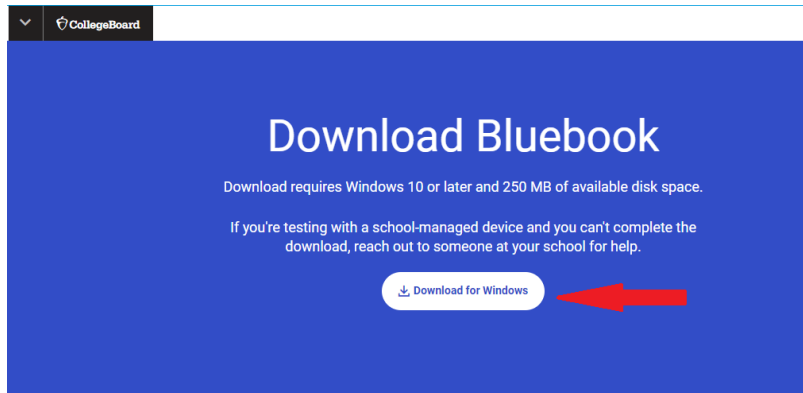 CollegeBoard
Download Bluebook
Download requires Windows 10 or later and 250 MB of available disk space.
If you're testing with a school-managed device and you can't complete the
download, reach out to someone at your school for help.
Download for Windows